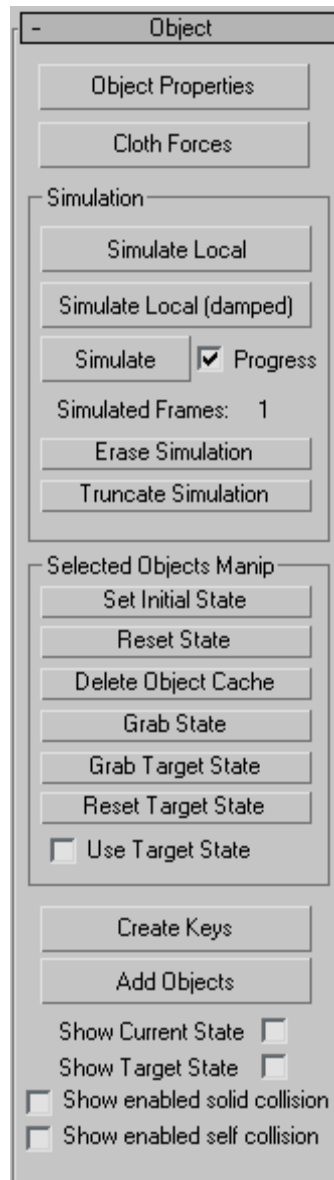 - Object
Object Properties
Cloth Forces
Simulation
Simulate Local
Simulate Local (damped)
Simulate Progress
Simulated Frames: 1
Erase Simulation
Truncate Simulation
Selected Objects Manip
Set Initial State
Reset State
Delete Object Cache
Grab State
Grab Target State
Reset Target State
Use Target State
Create Keys
Add Objects
Show Current State
Show Target State
Show enabled solid collision
Show enabled self collision